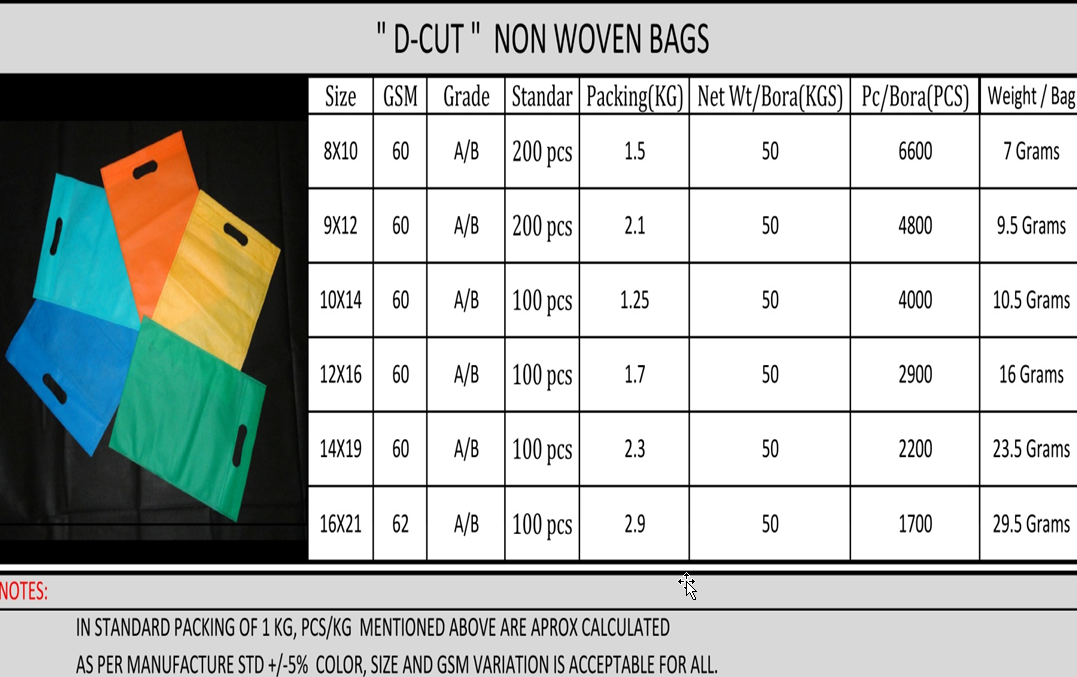 " D-CUT "  NON WOVEN BAGS
Size GSM Grade Standar Packing(KG) Net Wt/Bora(KGS) Pc/Bora(PCS) Weight / Bag
8X10 60 A/B 200 pcs 1.5 50 6600 7 Grams
9X12 60 A/B 200 pcs 2.1 50 4800 9.5 Grams
10X14 60 A/B 100 pcs 1.25 50 4000 10.5 Grams
12X16 60 A/B 100 pcs 1.7 50 2900 16 Grams
14X19 60 A/B 100 pcs 2.3 50 2200 23.5 Grams
16X21 62 A/B 100 pcs 2.9 50 1700 29.5 Grams
NOTES:
IN STANDARD PACKING OF 1 KG, PCS/KG  MENTIONED ABOVE ARE APROX CALCULATED
AS PER MANUFACTURE STD +/-5%  COLOR, SIZE AND GSM VARIATION IS ACCEPTABLE FOR ALL.